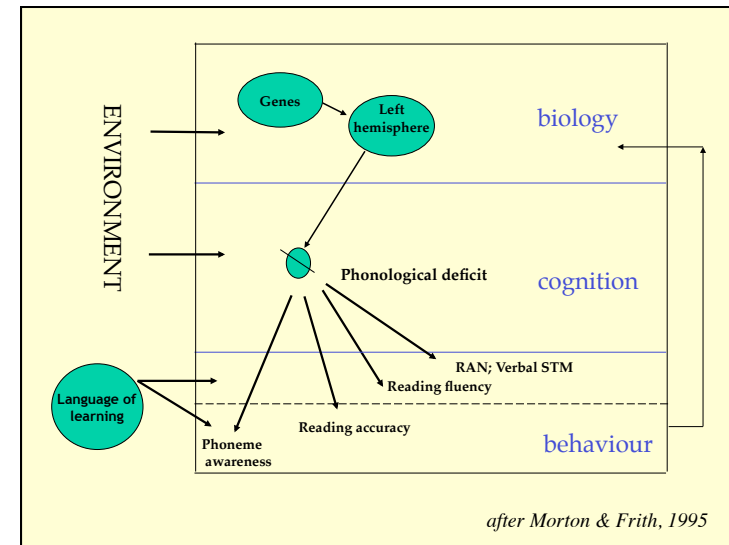 ENVIRONMENT
Genes
Left
hemisphere
biology
Phonological deficit
cognition
RAN; Verbal STM
Reading fluency
Language of
learning
Reading accuracy
Phoneme
awareness
behaviour
after Morton & Frith, 1995